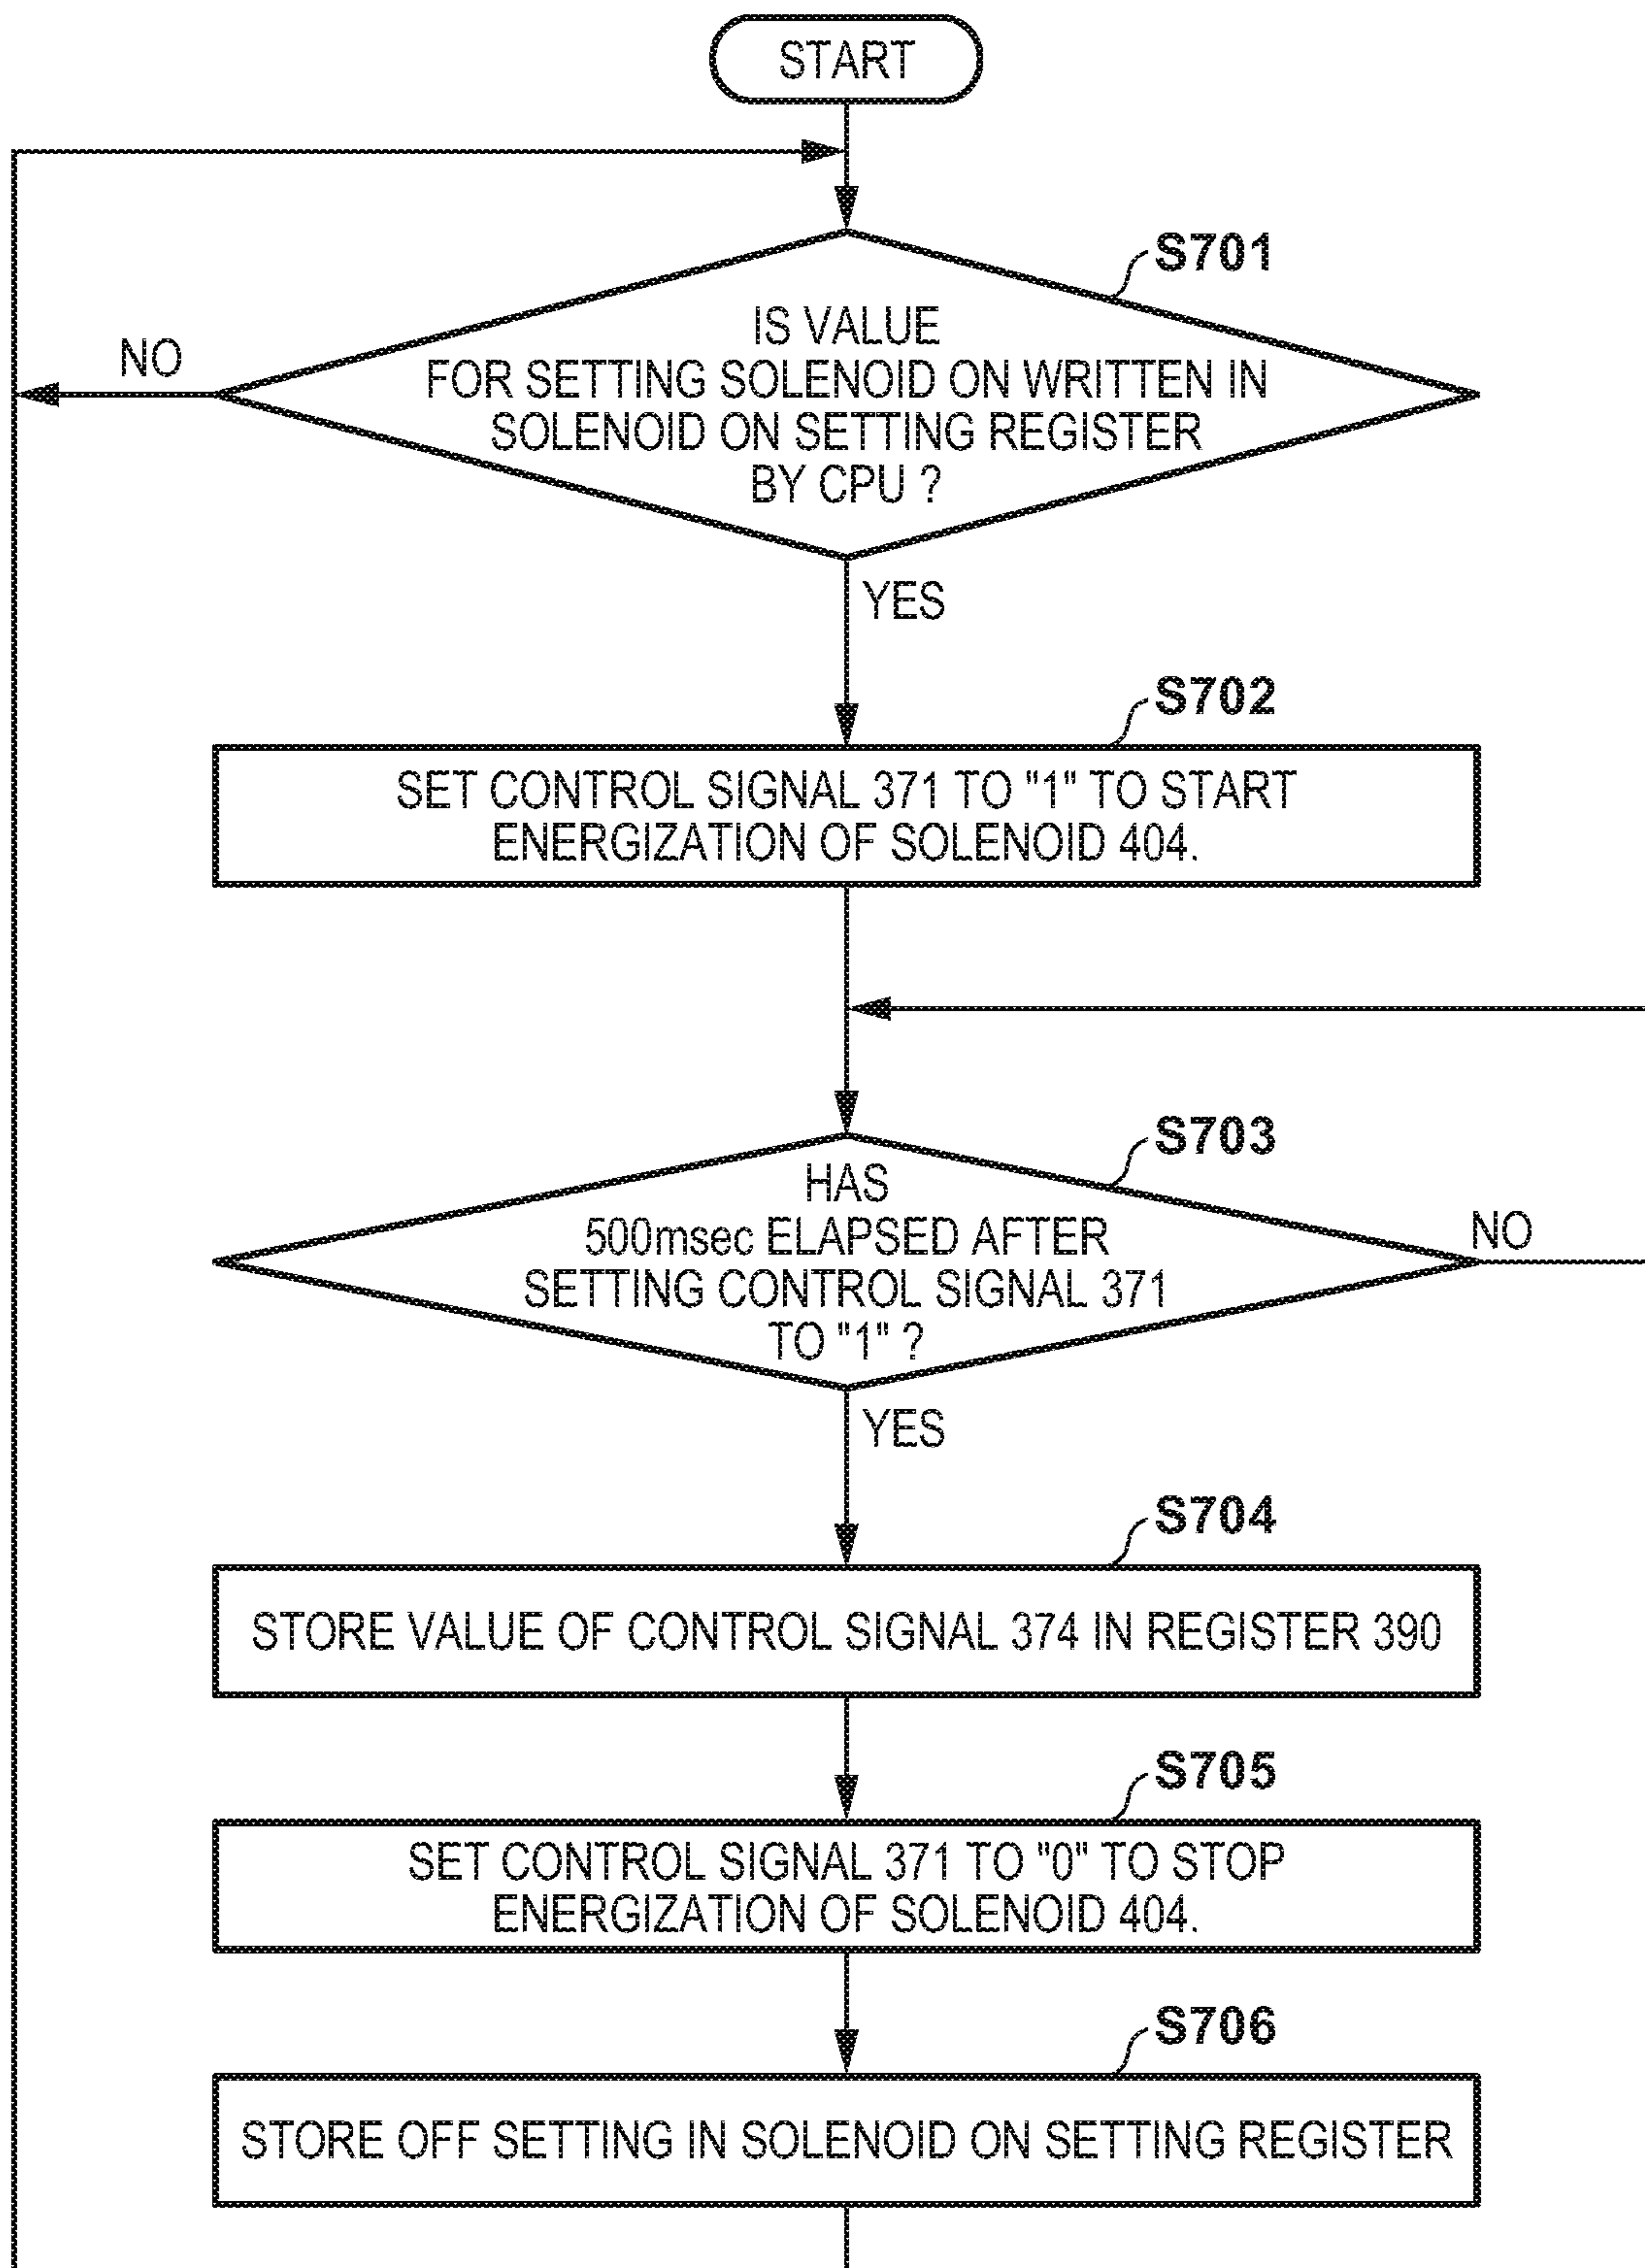 START
S701
IS VALUE
FOR SETTING SOLENOID ON WRITTEN IN
SOLENOID ON SETTING REGISTER
BY CPU ?
NO
YES
S702
SET CONTROL SIGNAL 371 TO "1" TO START
ENERGIZATION OF SOLENOID 404.
S703
HAS
500msec ELAPSED AFTER
SETTING CONTROL SIGNAL 371
TO "1" ?
NO
YES
S704
STORE VALUE OF CONTROL SIGNAL 374 IN REGISTER 390
S705
SET CONTROL SIGNAL 371 TO "0" TO STOP
ENERGIZATION OF SOLENOID 404.
S706
STORE OFF SETTING IN SOLENOID ON SETTING REGISTER